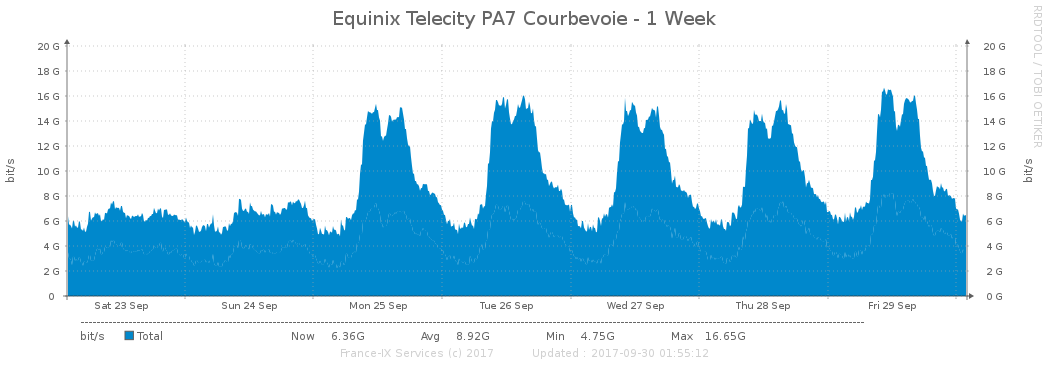 Equinix Telecity PA7 Courbevoie - 1 Week
RRDTOOL / TOBI OETIKER
bit/s
20 G
18 G
16 G
14 G
12 G
10 G
8 G
6 G
4 G
2 G
0
20 G
18 G
16 G
14 G
12 G
10 G
8 G
6 G
4 G
2 G
0 G
bit/s
Sat 23 Sep Sun 24 Sep Mon 25 Sep Tue 26 Sep Wed 27 Sep Thu 28 Sep Fri 29 Sep
bit/s Total Now 6.36G Avg 8.92G Min 4.75G Max 16.65G
France-IX Services (c) 2017 Updated : 2017-09-30 01:55:12